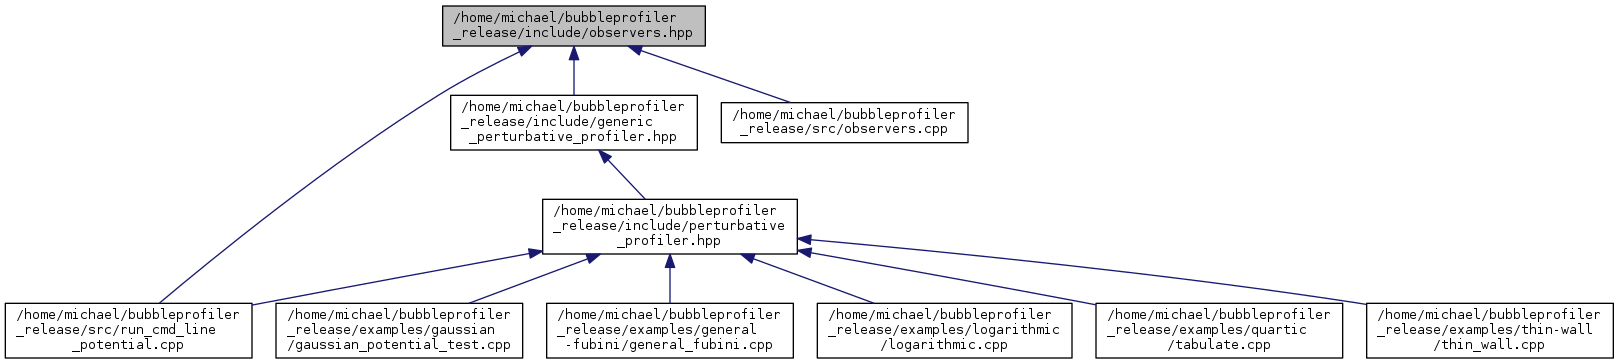 /home/michael/bubbleprofiler
_release/include/observers.hpp
/home/michael/bubbleprofiler
_release/include/generic
_perturbative_profiler.hpp
/home/michael/bubbleprofiler
_release/src/observers.cpp
/home/michael/bubbleprofiler
_release/include/perturbative
_profiler.hpp
/home/michael/bubbleprofiler
_release/src/run_cmd_line
_potential.cpp
/home/michael/bubbleprofiler
_release/examples/gaussian
/gaussian_potential_test.cpp
/home/michael/bubbleprofiler
_release/examples/general
-fubini/general_fubini.cpp
/home/michael/bubbleprofiler
_release/examples/logarithmic
/logarithmic.cpp
/home/michael/bubbleprofiler
_release/examples/quartic
/tabulate.cpp
/home/michael/bubbleprofiler
_release/examples/thin-wall
/thin_wall.cpp